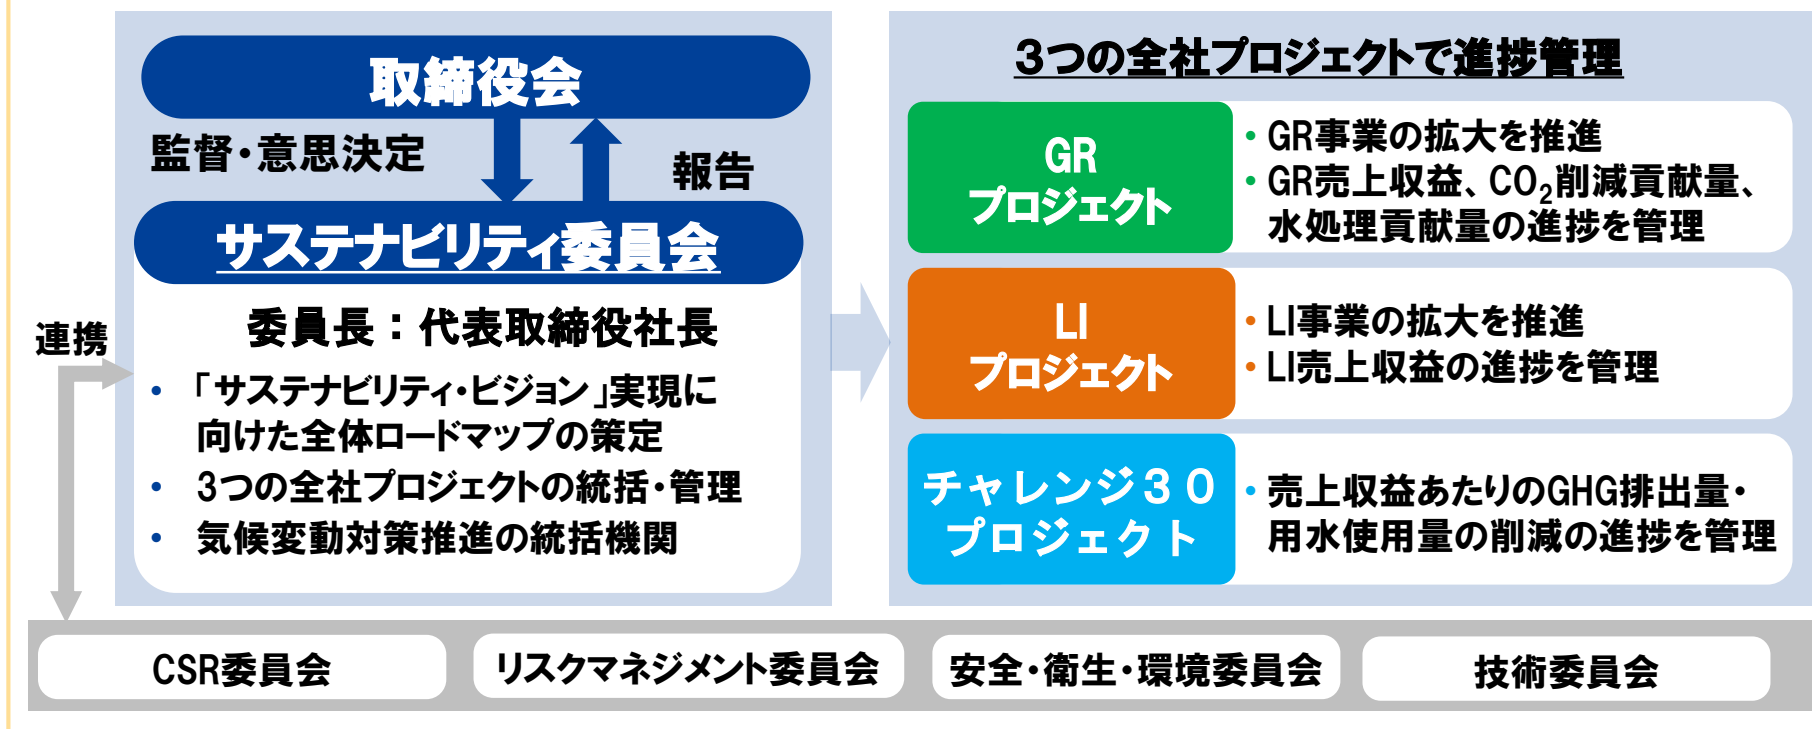 取締役会
監督・意思決定
報告
サステナビリティ委員会
委員長：代表取締役社長
・「サステナビリティ・ビジョン」実現に
向けた全体ロードマップの策定
・3つの全社プロジェクトの統括・管理
・気候変動対策推進の統括機関
連携
３つの全社プロジェクトで進捗管理
GR
プロジェクト
・GR事業の拡大を推進
・GR売上収益、CO₂削減貢献量、
水処理貢献量の進捗を管理
LI
プロジェクト
・LI事業の拡大を推進
・LI売上収益の進捗を管理
チャレンジ３０
プロジェクト
・売上収益あたりのGHG排出量・
用水使用量の削減の進捗を管理
CSR委員会
リスクマネジメント委員会
安全・衛生・環境委員会
技術委員会